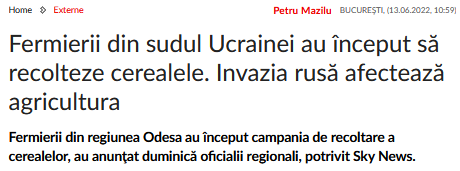 Home Externe Petru Mazilu BUCUREȘTI, (13.06.2022, 10:59)
Fermierii din sudul Ucrainei au început să
recolteze cerealele. Invazia rusă afectează
agricultura
Fermierii din regiunea Odesa au început campania de recoltare a
cerealelor, au anunţat duminică oficialii regionali, potrivit Sky News.